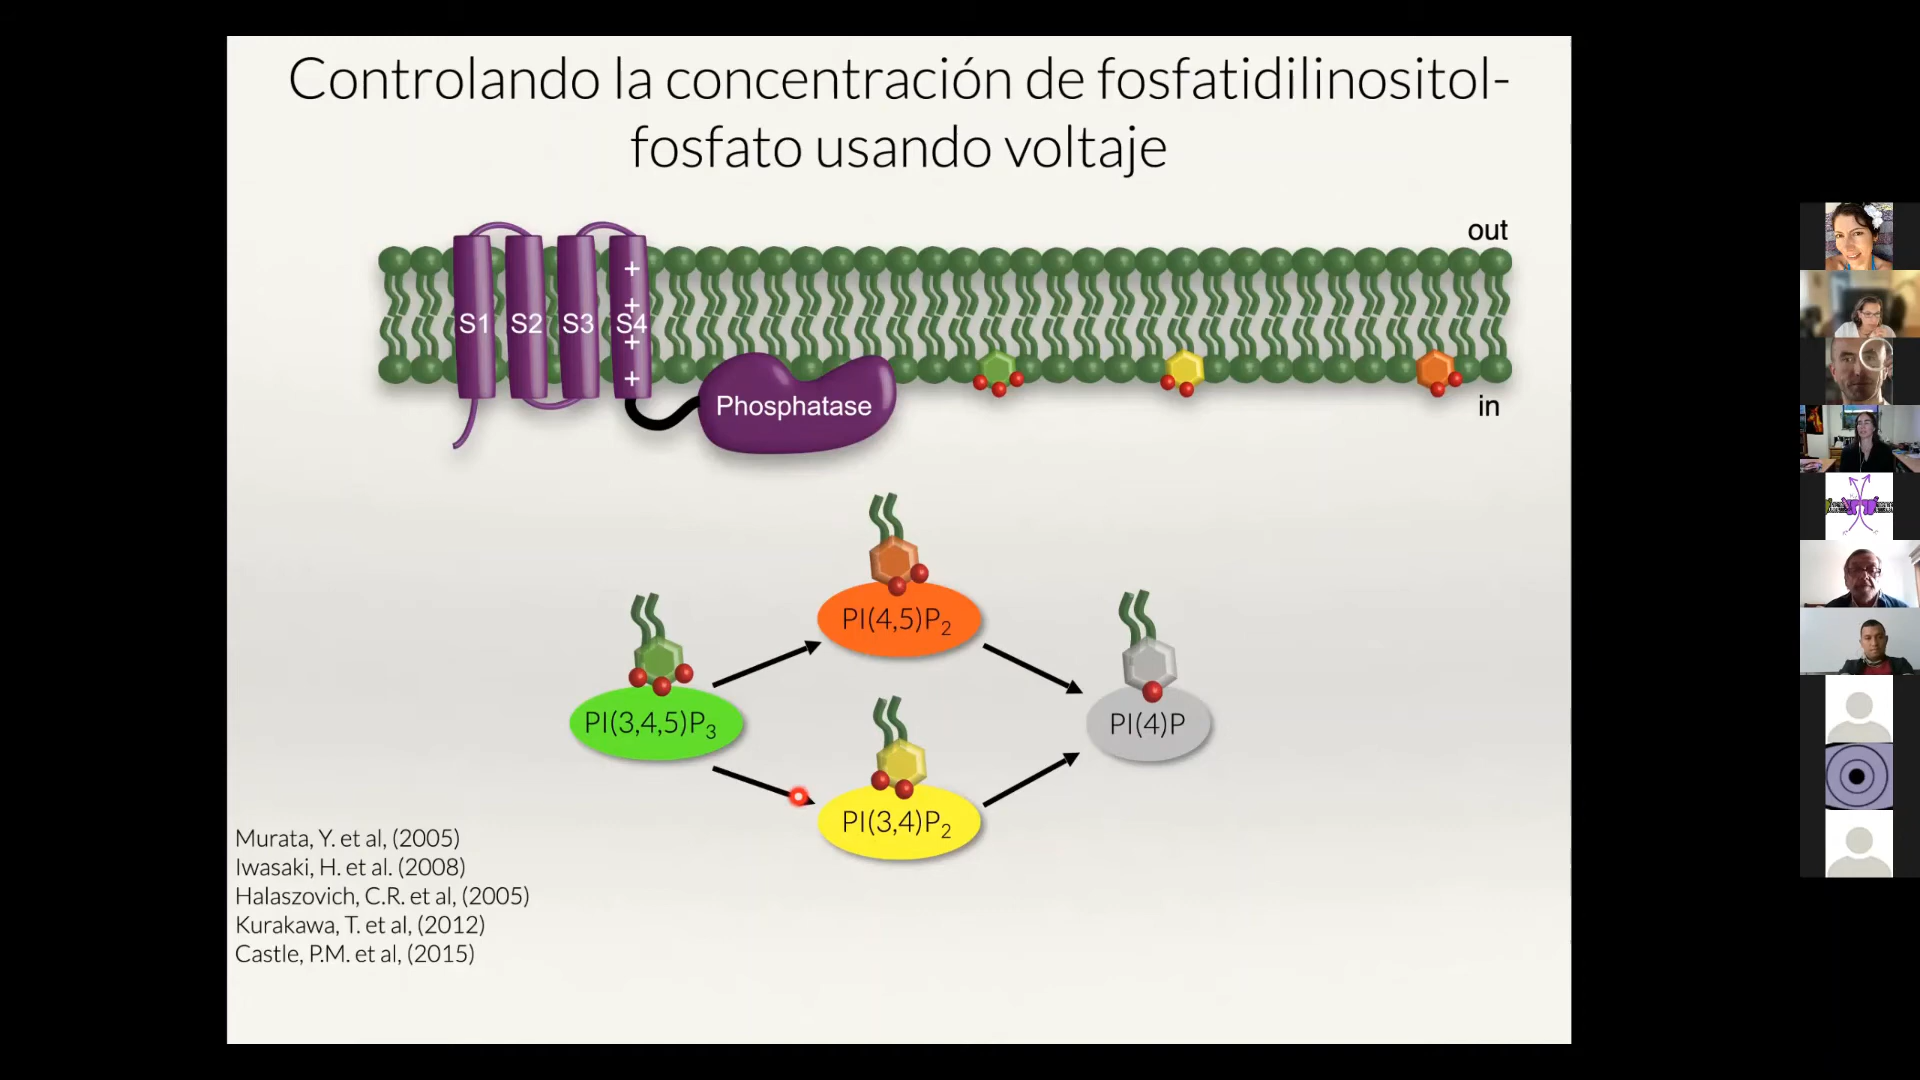 Controlando la concentración de fosfatidilinositol-
fosfato usando voltaje
out
S1 S2 S3 S4
+
+
+
+
Phosphatase
in
PI(4,5)P2
PI(3,4,5)P3
PI(4)P
PI(3,4)P2
Murata, Y. et al, (2005)
Iwasaki, H. et al. (2008)
Halaszovich, C.R. et al, (2005)
Kurakawa, T. et al, (2012)
Castle, P.M. et al, (2015)